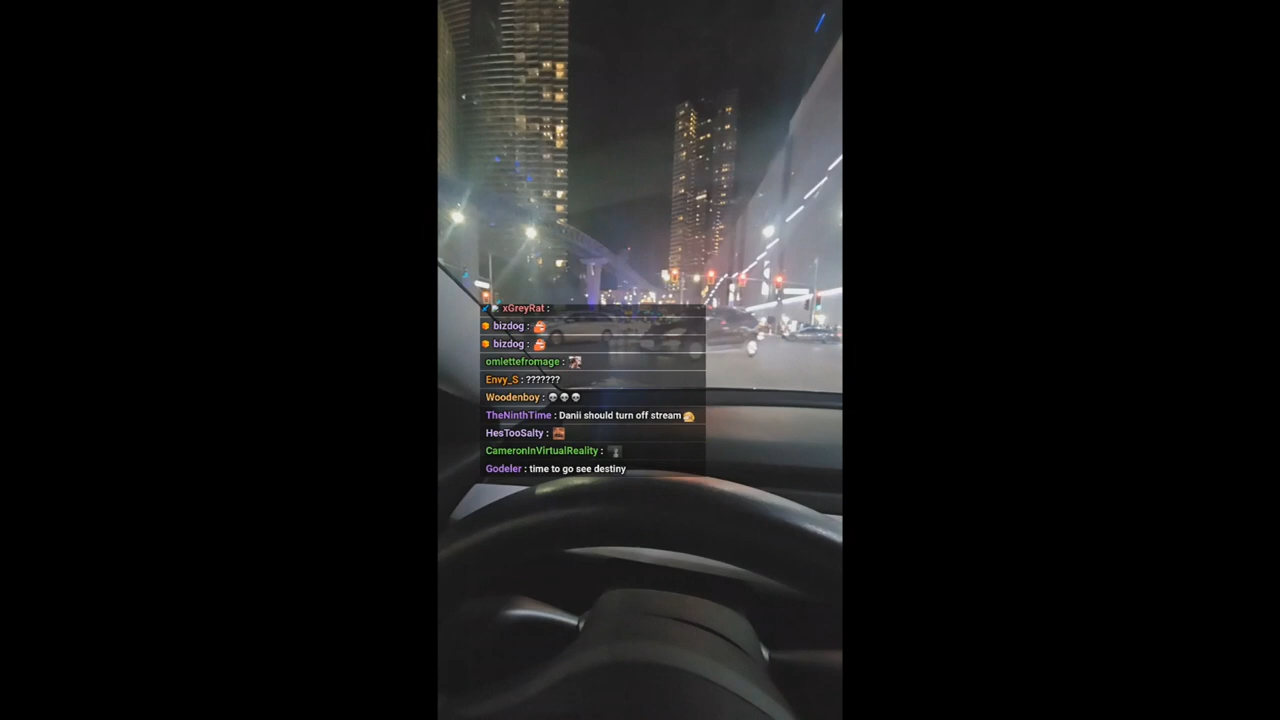 xGreyRat :
bizdog :
bizdog :
omlettefromage :
Envy_S : ???????
Woodenboy : 💀💀💀
TheNinthTime : Danii should turn off stream
HesTooSalty :
CameronInVirtualReality :
Godeler : time to go see destiny